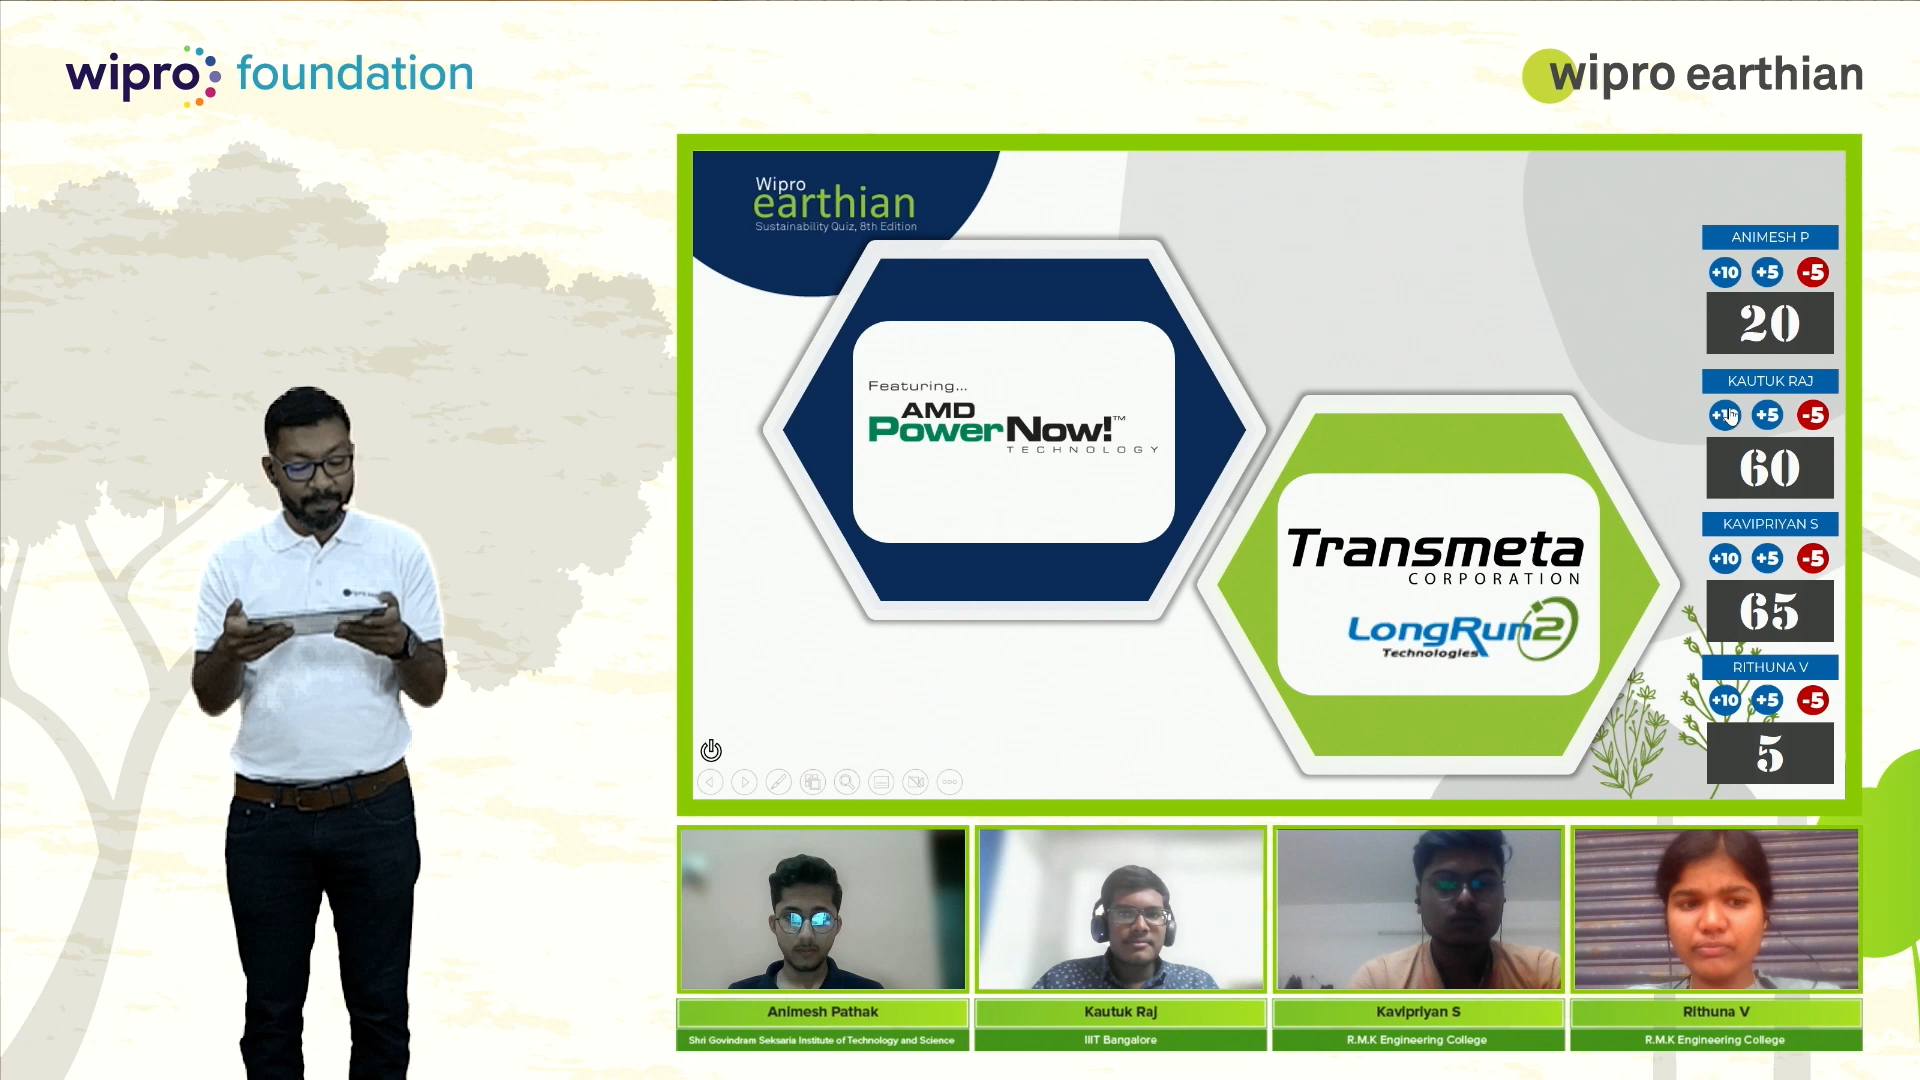 wipro foundation
wipro earthian
Wipro
earthian
Sustainability Quiz, 8th Edition
Featuring...
AMD
PowerNow!™
TECHNOLOGY
Transmeta
CORPORATION
LongRun2
Technologies
ANIMESH P
+10 +5 -5
20
KAUTUK RAJ
+5 -5
60
KAVIPRIYAN S
+10 +5 -5
65
RITHUNA V
+10 +5 -5
5
Animesh Pathak
Shri Govindram Seksaria Institute of Technology and Science
Kautuk Raj
IIIT Bangalore
Kavipriyan S
R.M.K Engineering College
Rithuna V
R.M.K Engineering College